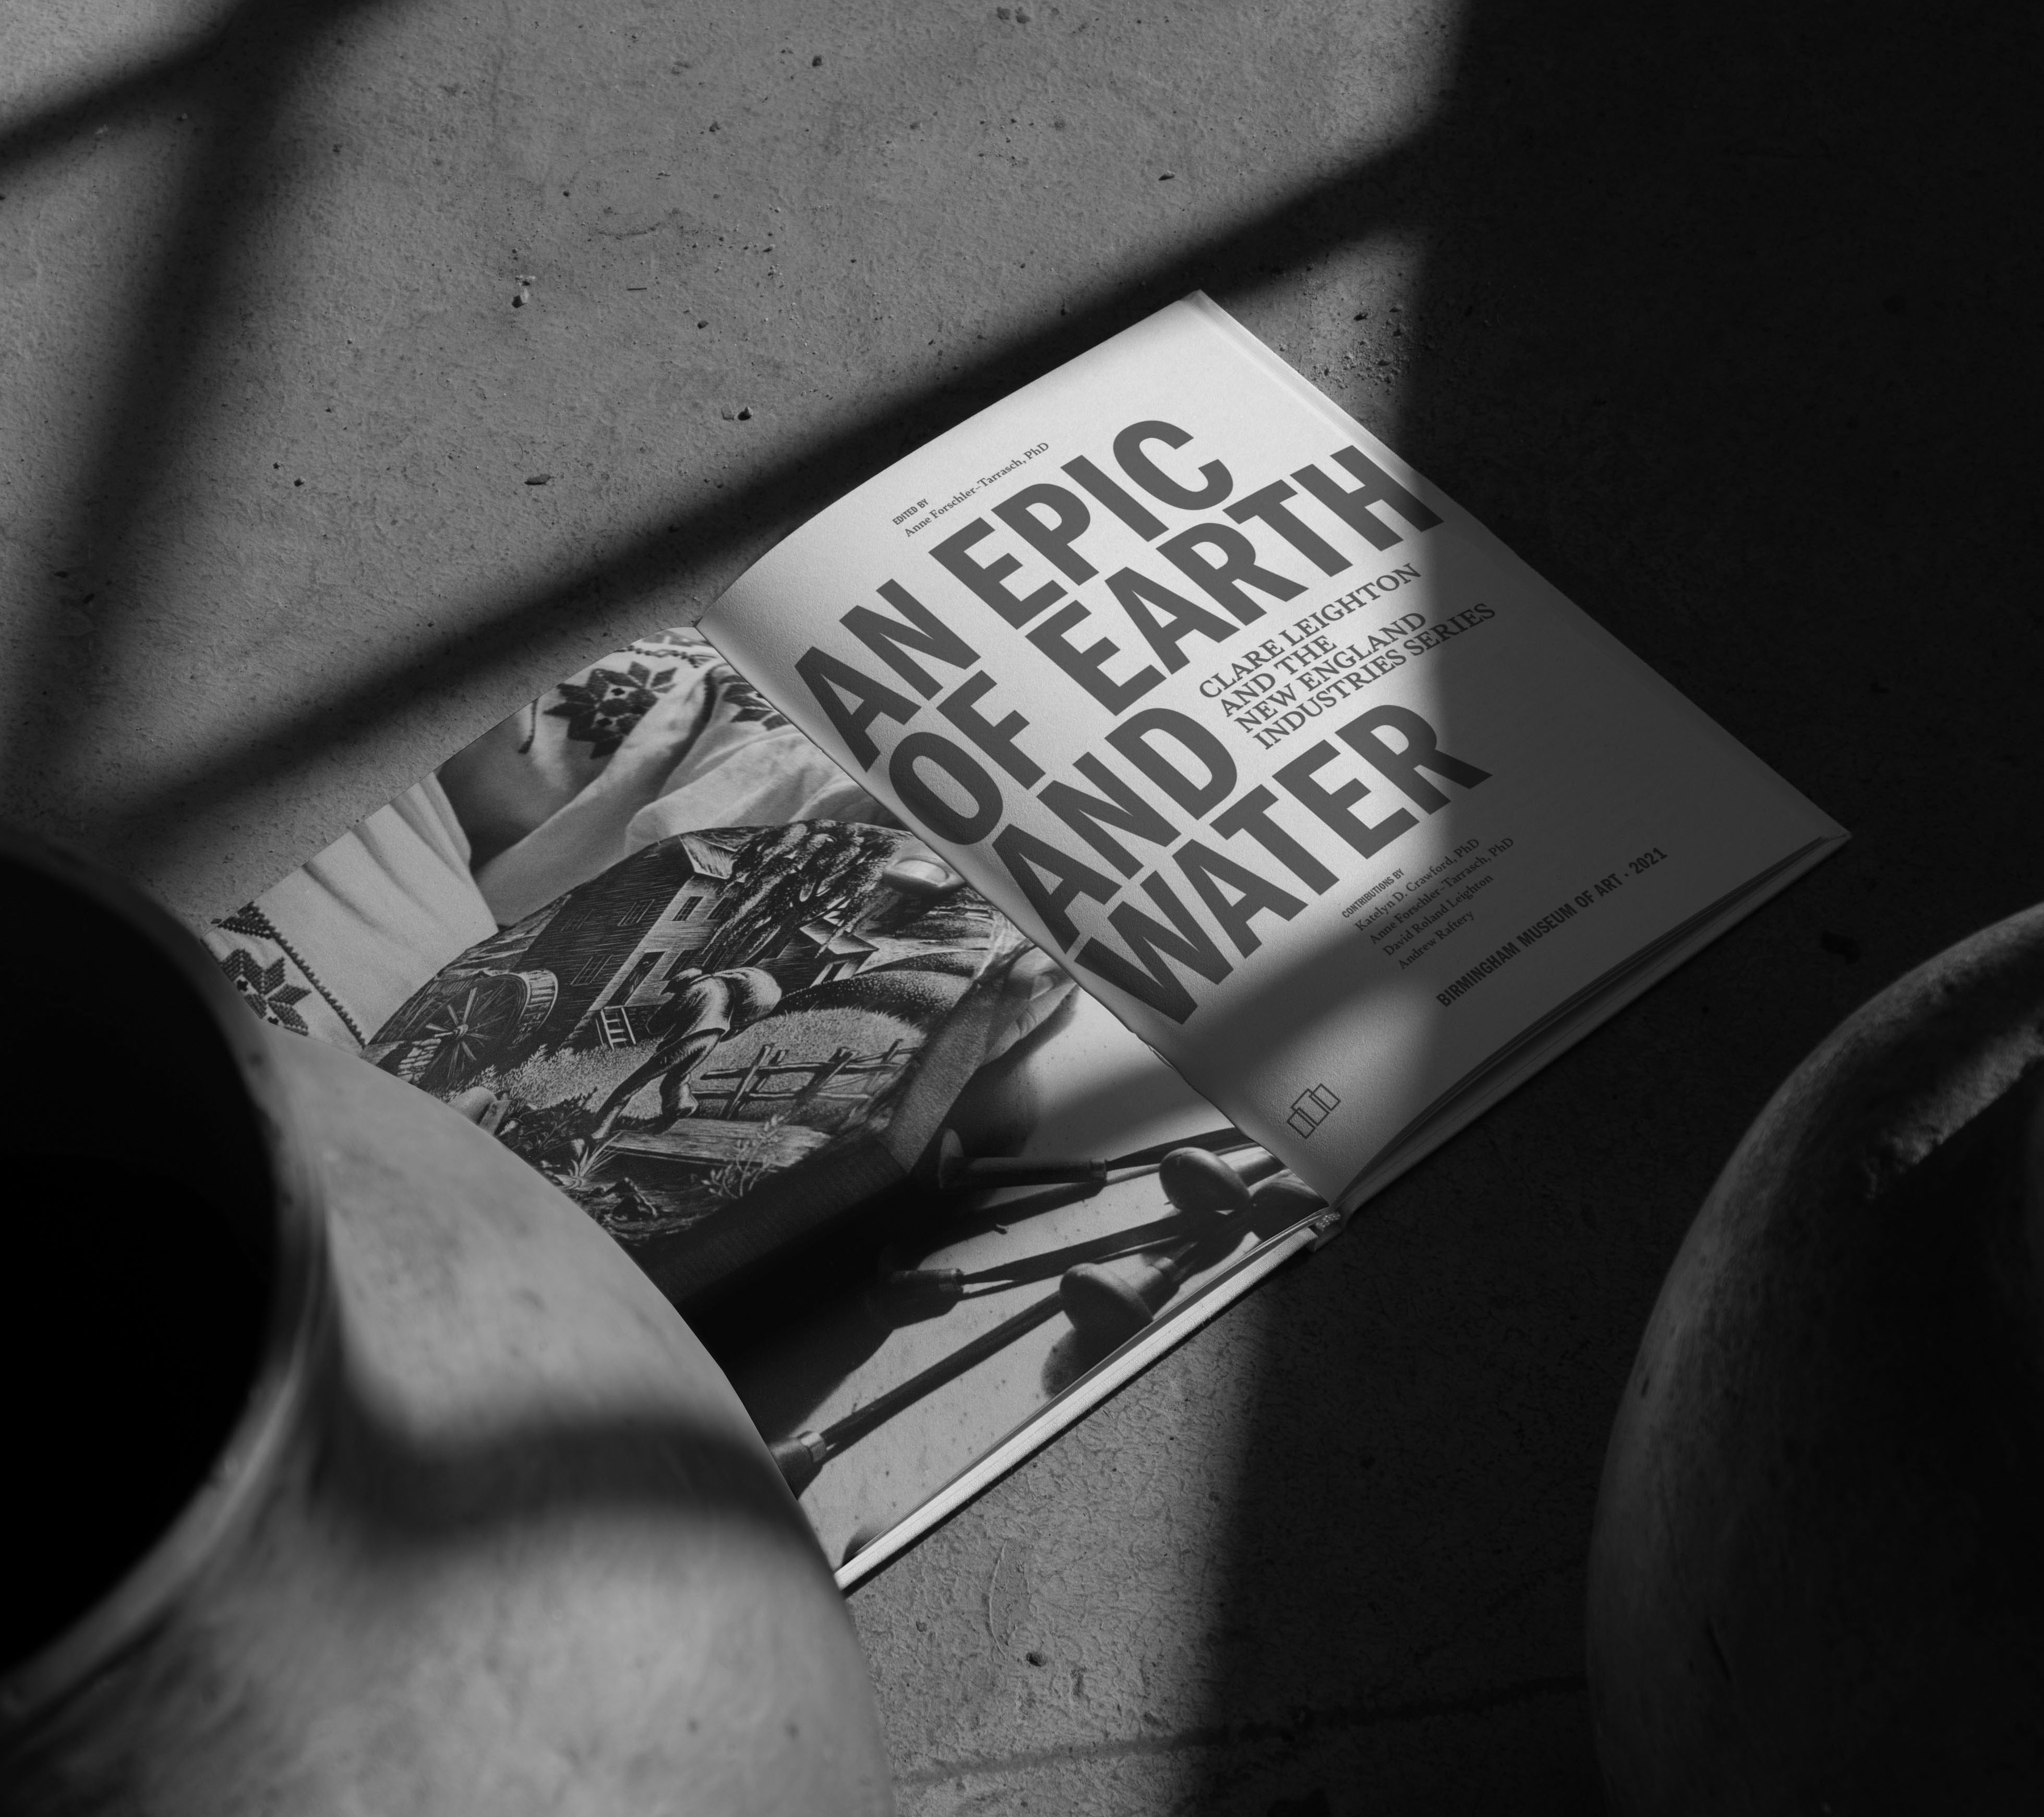 EDITED BY
Anne Forschler-Tarrasch, PhD
AN EPIC
OF EARTH
CLARE LEIGHTON
AND THE
NEW ENGLAND
INDUSTRIES SERIES
AND
WATER
CONTRIBUTIONS BY
Katelyn D. Crawford, PhD
Anne Forschler-Tarrasch, PhD
David Roland Leighton
Andrew Raftery
BIRMINGHAM MUSEUM OF ART · 2021